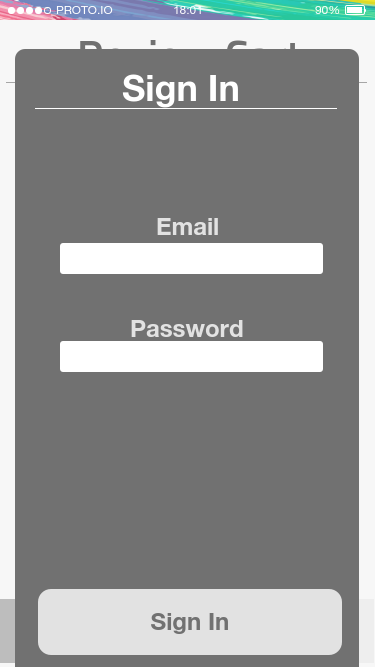 PROTO.IO 18:01 90%
Sign In
Email
Password
Sign In